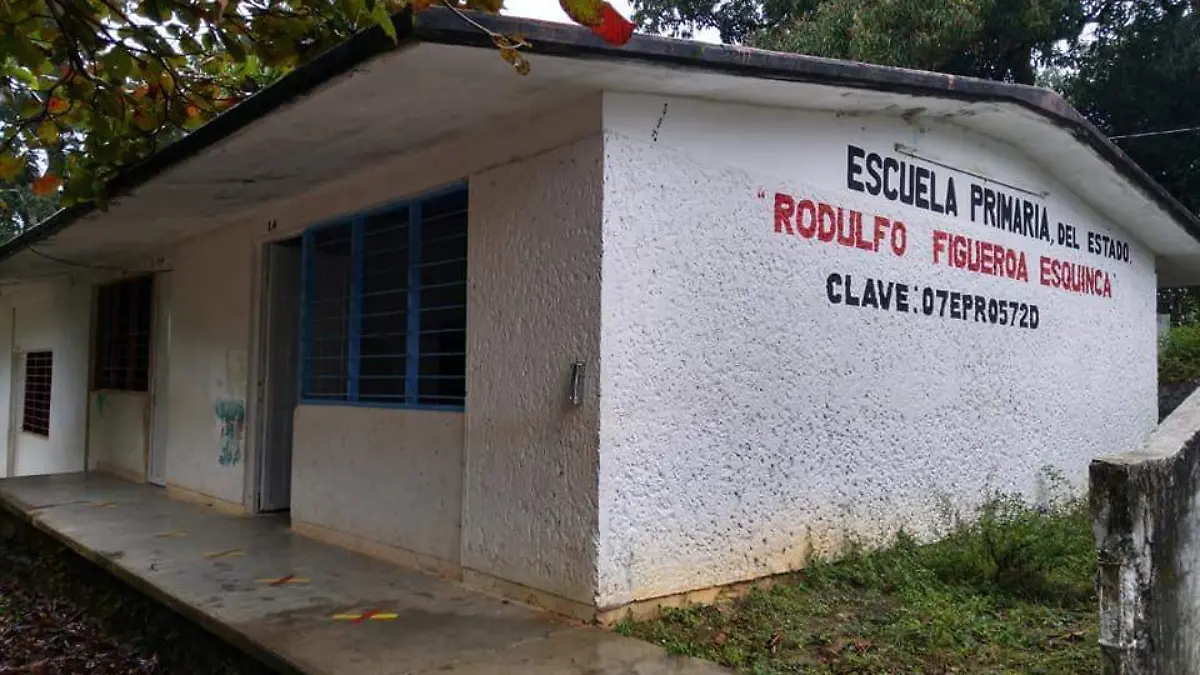 ESCUELA PRIMARIA, DEL ESTADO.
"RODULFO FIGUEROA ESQUINCA"
CLAVE: 07EPR0572D